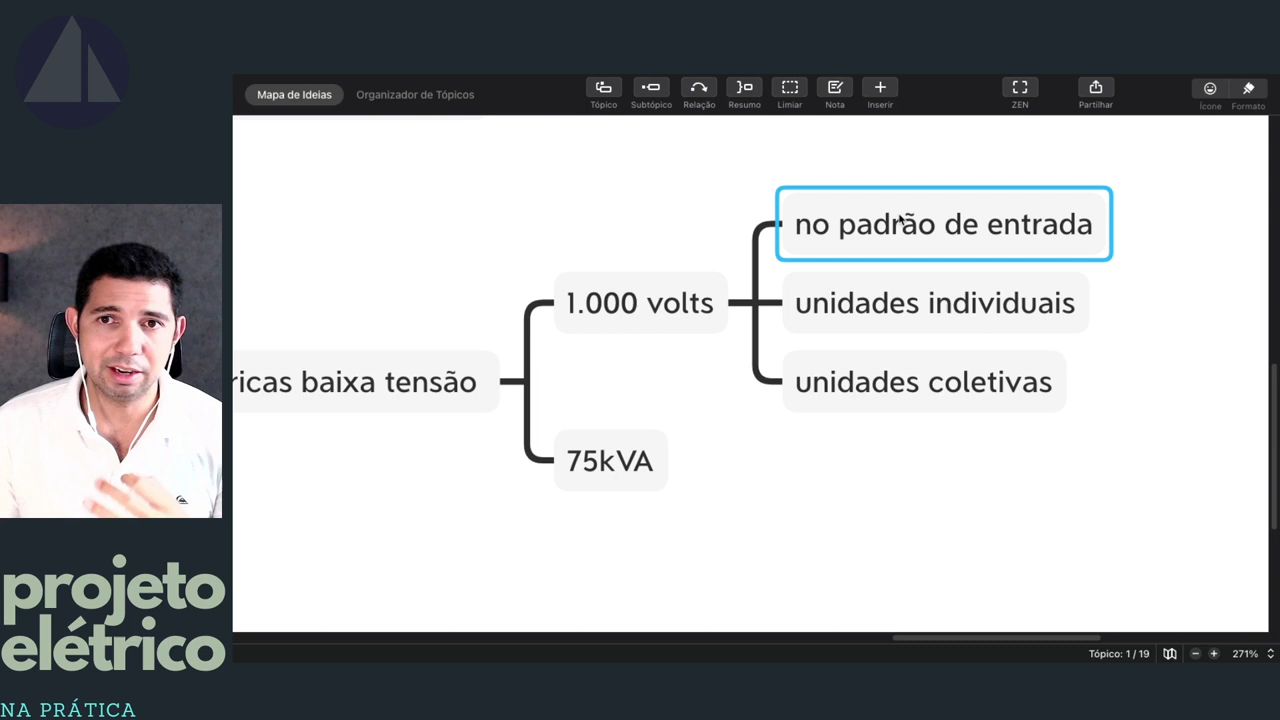 Mapa de Ideias
Organizador de Tópicos
Tópico
Subtópico
Relação
Resumo
Limiar
Nota
Inserir
ZEN
Partilhar
Ícone
Formato
no padrão de entrada
1.000 volts
unidades individuais
ricas baixa tensão
unidades coletivas
75kVA
projeto
elétrico
NA PRÁTICA
Tópico: 1 / 19
271%